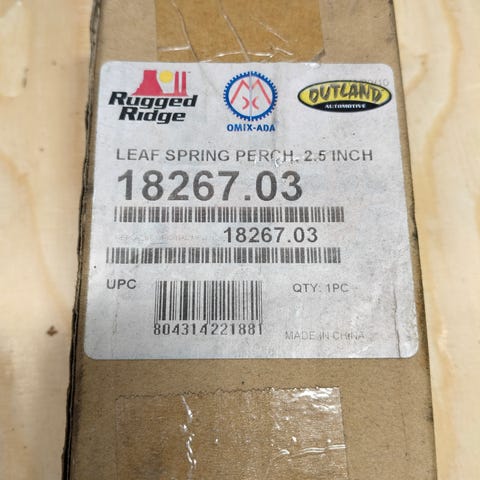 Rugged
Ridge
OMIX-ADA
OUTLAND
AUTOMOTIVE
LEAF SPRING PERCH, 2.5 INCH
18267.03
18267.03
UPC
QTY: 1PC
804314221881
MADE IN CHINA